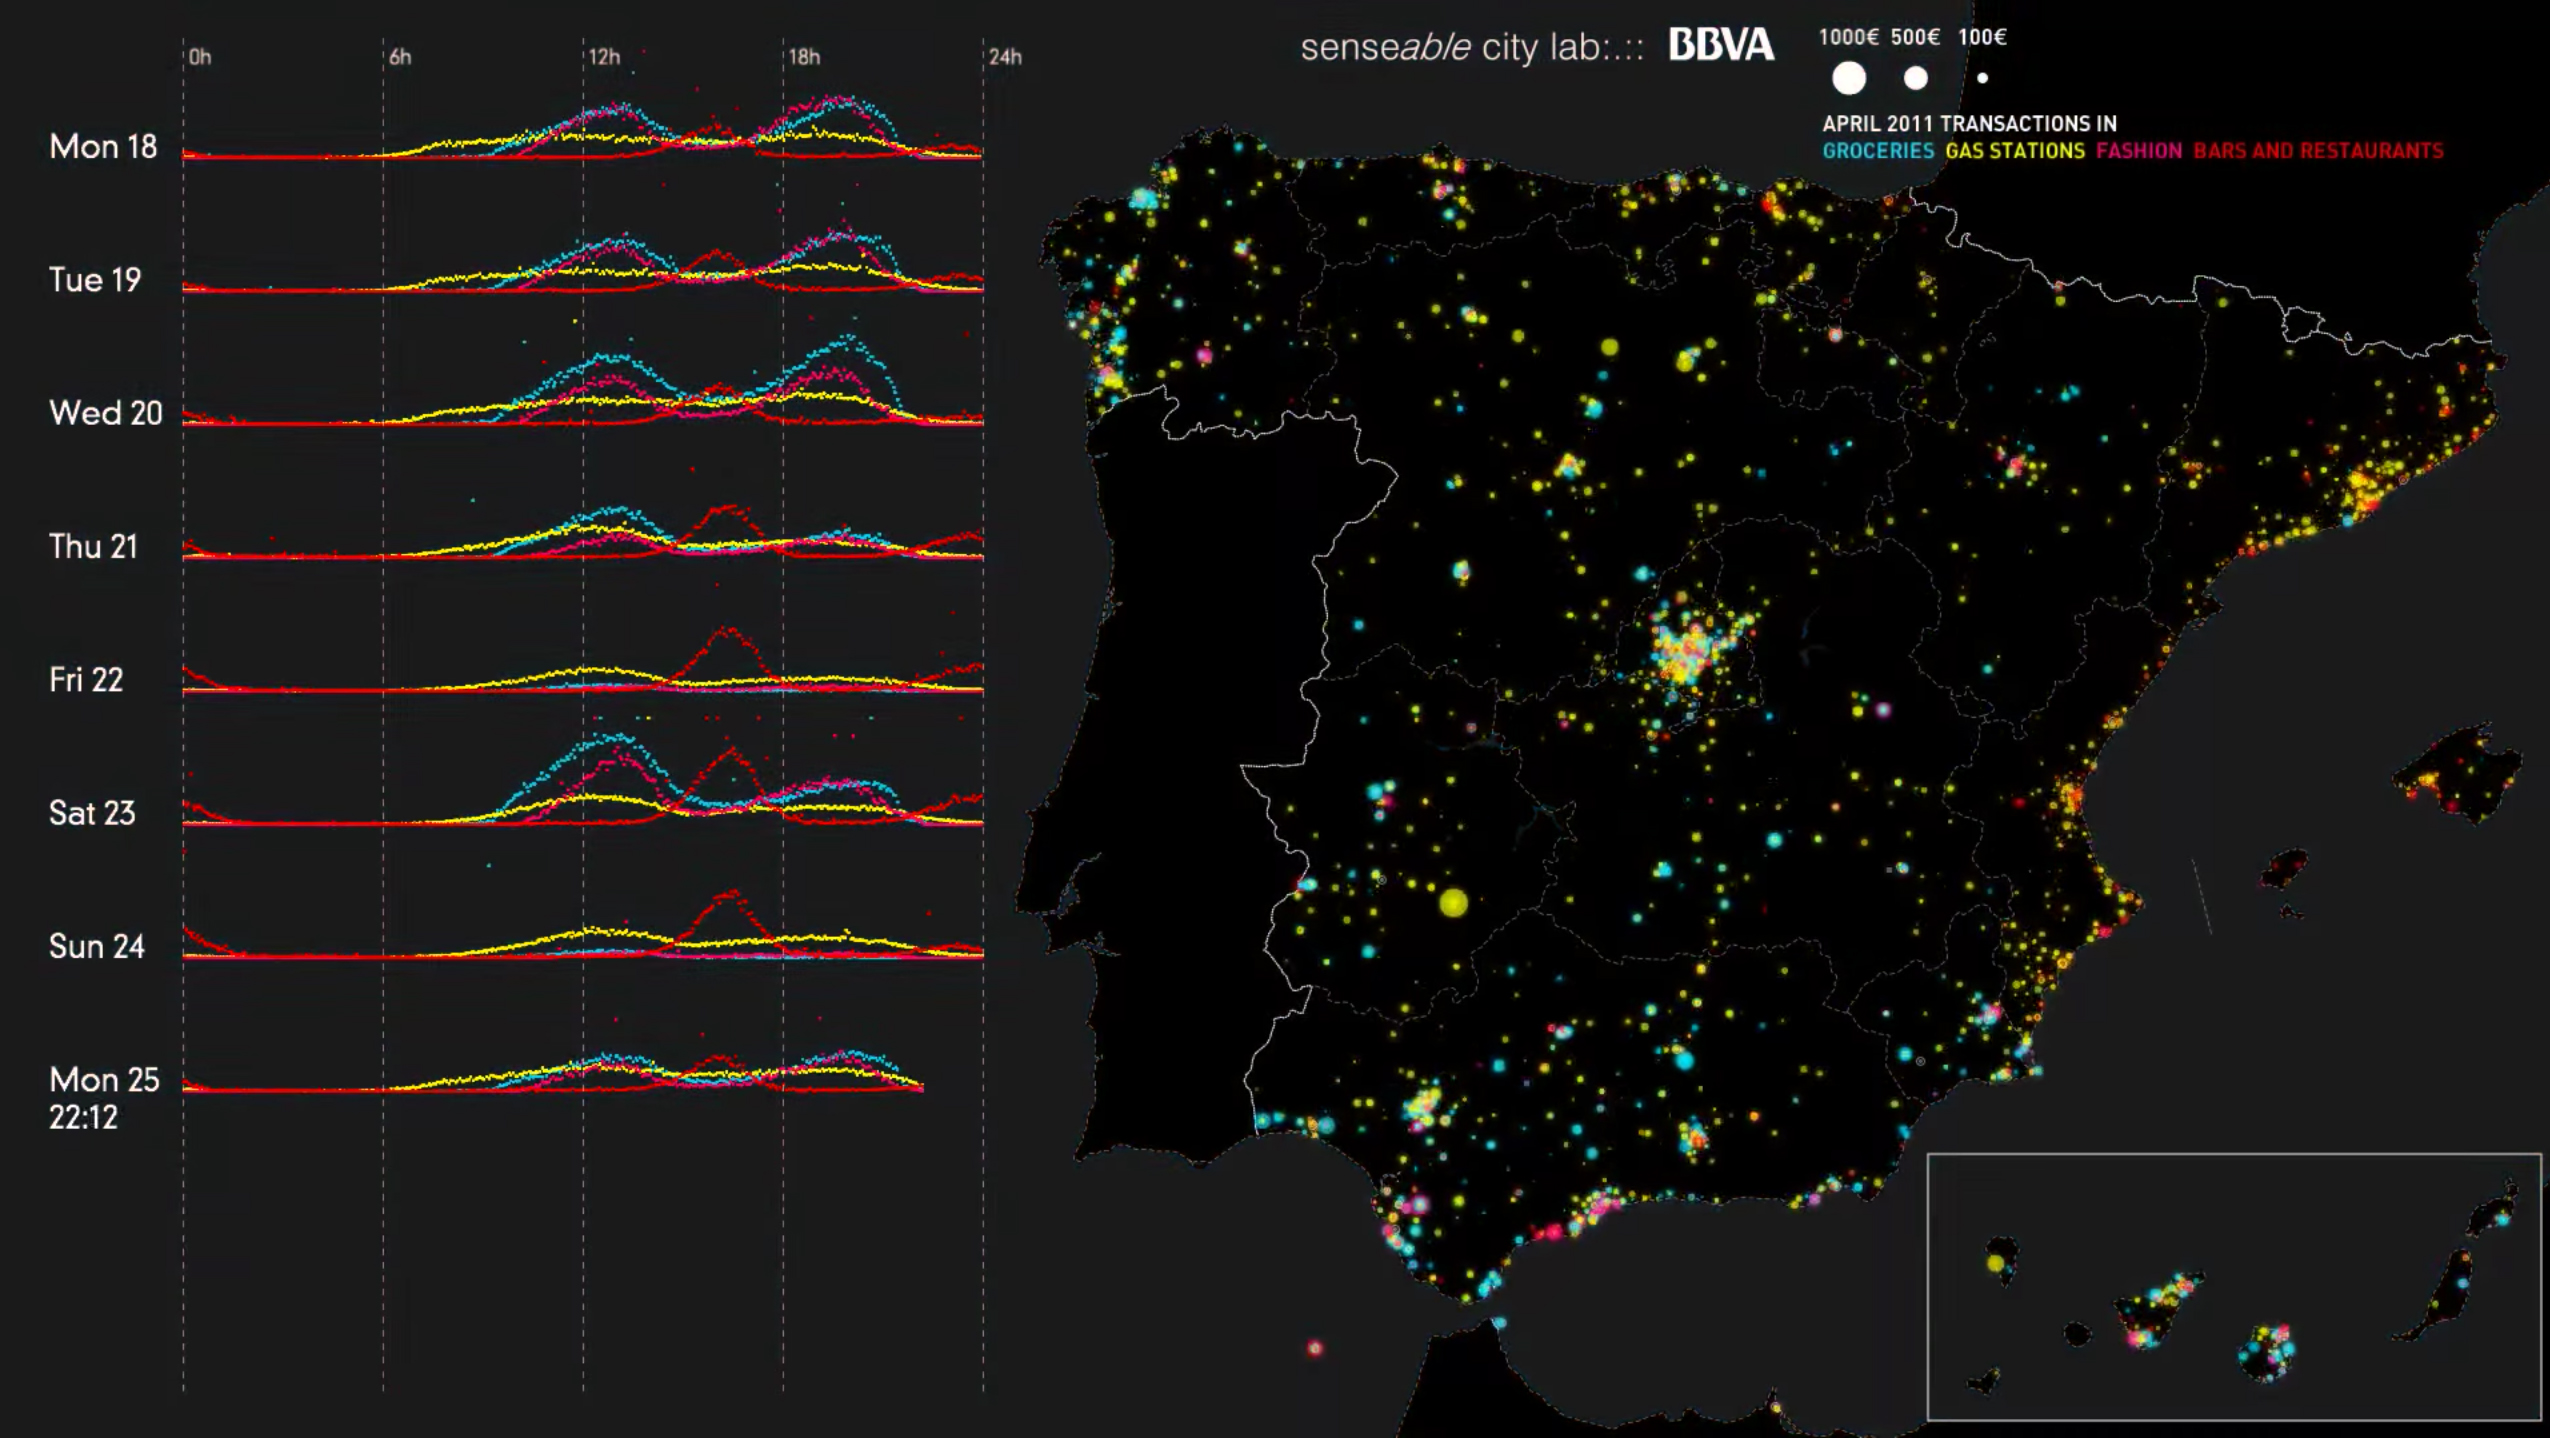 0h 6h 12h 18h 24h
Mon 18
Tue 19
Wed 20
Thu 21
Fri 22
Sat 23
Sun 24
Mon 25
22:12
senseable city lab:.:: BBVA
1000€ 500€ 100€
APRIL 2011 TRANSACTIONS IN
GROCERIES GAS STATIONS FASHION BARS AND RESTAURANTS